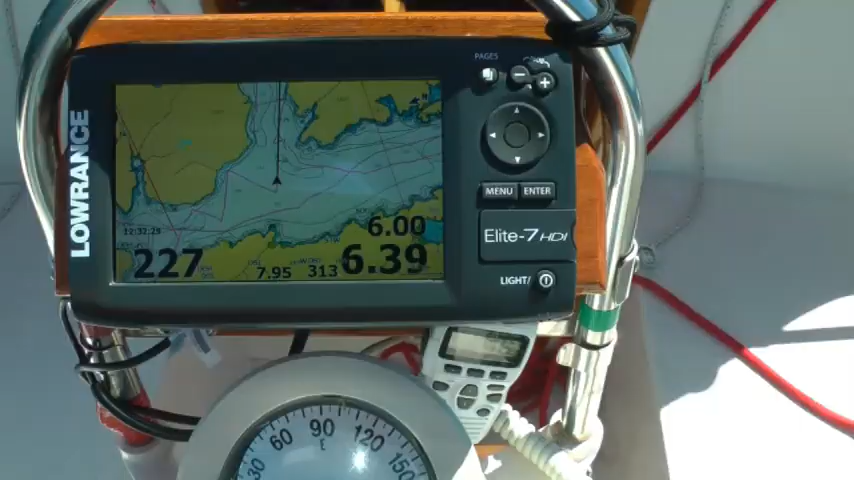 PAGES
LOWRANCE
MENU
ENTER
Elite-7 HDI
LIGHT/
12:32:25
6.00
227
7.95
313
6.39
30
60
90
120
150
E